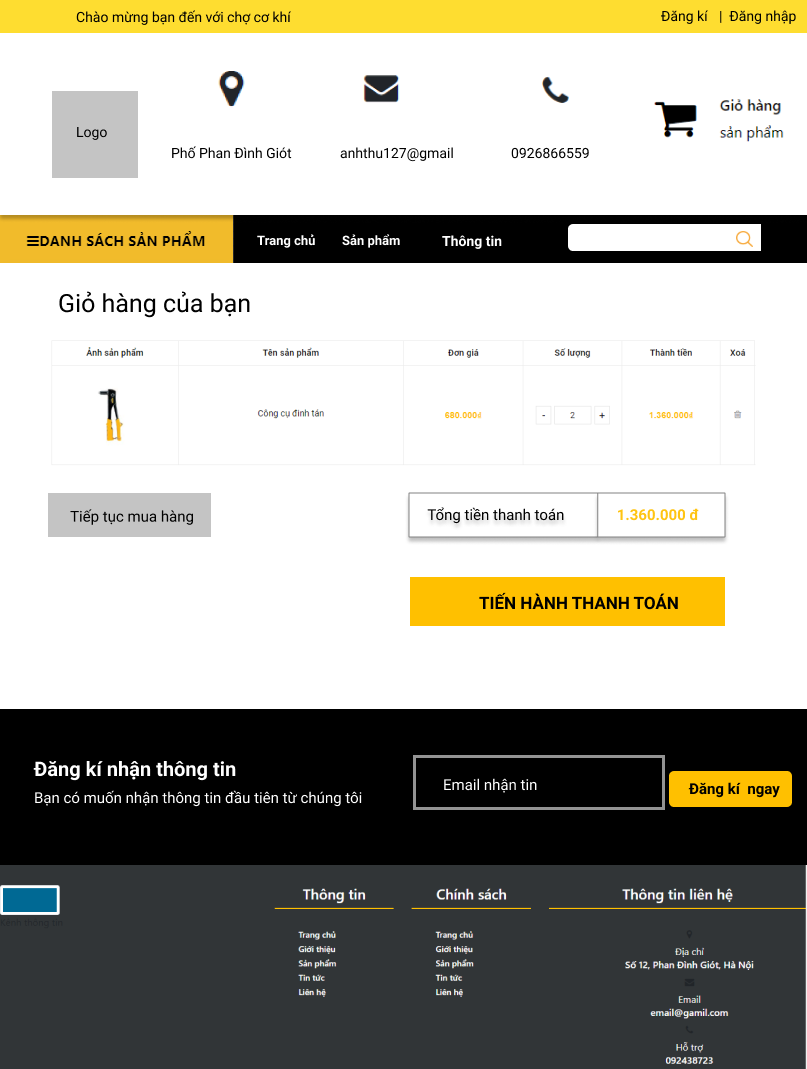 Chào mừng bạn đến với chợ cơ khí
Đăng kí | Đăng nhập
Logo
Phố Phan Đình Giót
anhthu127@gmail
0926866559
Giỏ hàng
sản phẩm
DANH SÁCH SẢN PHẨM
Trang chủ
Sản phẩm
Thông tin
Giỏ hàng của bạn
Ảnh sản phẩm
Tên sản phẩm
Đơn giá
Số lượng
Thành tiền
Xoá
Công cụ đinh tán
680.000₫
- 2 +
1.360.000₫
Tiếp tục mua hàng
Tổng tiền thanh toán
1.360.000 đ
TIẾN HÀNH THANH TOÁN
Đăng kí nhận thông tin
Bạn có muốn nhận thông tin đầu tiên từ chúng tôi
Email nhận tin
Đăng kí ngay
Thông tin
Trang chủ
Giới thiệu
Sản phẩm
Tin tức
Liên hệ
Chính sách
Trang chủ
Giới thiệu
Sản phẩm
Tin tức
Liên hệ
Thông tin liên hệ
Địa chỉ
Số 12, Phan Đình Giót, Hà Nội
Email
email@gamil.com
Hỗ trợ
092438723